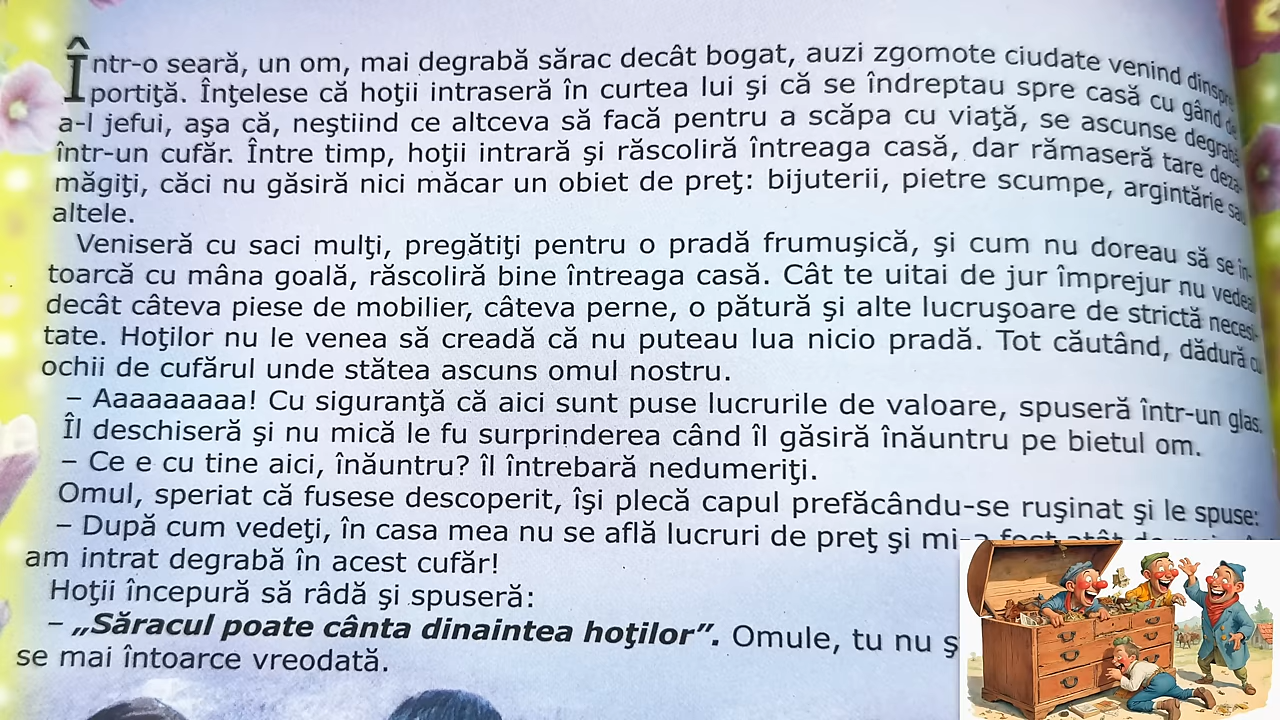 Într-o seară, un om, mai degrabă sărac decât bogat, auzi zgomote ciudate venind dinspre
portiţă. Înţelese că hoţii intraseră în curtea lui şi că se îndreptau spre casă cu gând de
a-l jefui, aşa că, neştiind ce altceva să facă pentru a scăpa cu viaţă, se ascunse degrabă
într-un cufăr. Între timp, hoţii intrară şi răscoliră întreaga casă, dar rămaseră tare deza-
măgiţi, căci nu găsiră nici măcar un obiet de preţ: bijuterii, pietre scumpe, argintărie sau
altele.
Veniseră cu saci mulţi, pregătiţi pentru o pradă frumuşică, şi cum nu doreau să se în-
toarcă cu mâna goală, răscoliră bine întreaga casă. Cât te uitai de jur împrejur nu vedeai
decât câteva piese de mobilier, câteva perne, o pătură şi alte lucruşoare de strictă necesi-
tate. Hoţilor nu le venea să creadă că nu puteau lua nicio pradă. Tot căutând, dădură cu
ochii de cufărul unde stătea ascuns omul nostru.
– Aaaaaaaaa! Cu siguranţă că aici sunt puse lucrurile de valoare, spuseră într-un glas.
Îl deschiseră şi nu mică le fu surprinderea când îl găsiră înăuntru pe bietul om.
– Ce e cu tine aici, înăuntru? îl întrebară nedumeriţi.
Omul, speriat că fusese descoperit, îşi plecă capul prefăcându-se ruşinat şi le spuse:
– După cum vedeţi, în casa mea nu se află lucruri de preţ şi mi-a fost atât de
am intrat degrabă în acest cufăr!
Hoţii începură să râdă şi spuseră:
– „Săracul poate cânta dinaintea hoţilor”. Omule, tu nu
se mai întoarce vreodată.